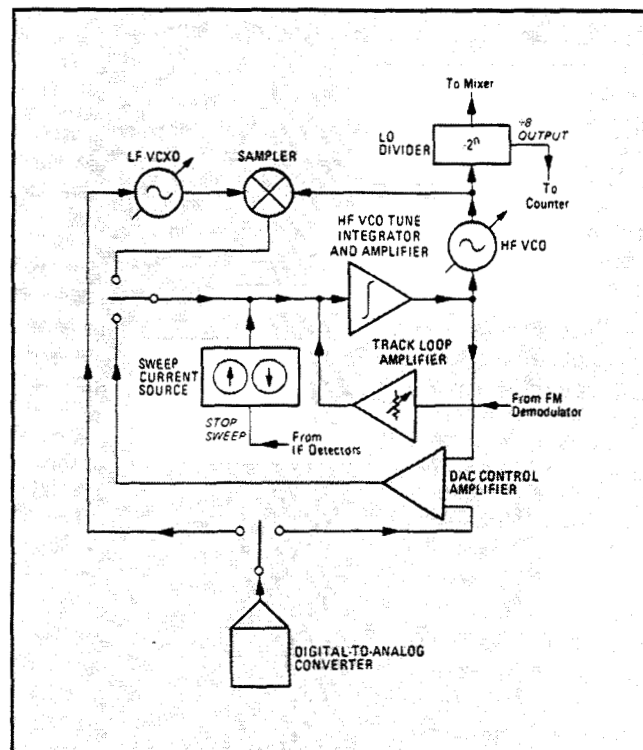 To Mixer
÷8
OUTPUT
LO
DIVIDER
÷2ⁿ
LF VCXO
SAMPLER
To
Counter
HF VCO TUNE
INTEGRATOR
AND AMPLIFIER
HF VCO
∫
TRACK LOOP
AMPLIFIER
SWEEP
CURRENT
SOURCE
From FM
Demodulator
STOP
SWEEP
From
IF Detectors
DAC CONTROL
AMPLIFIER
DIGITAL-TO-ANALOG
CONVERTER